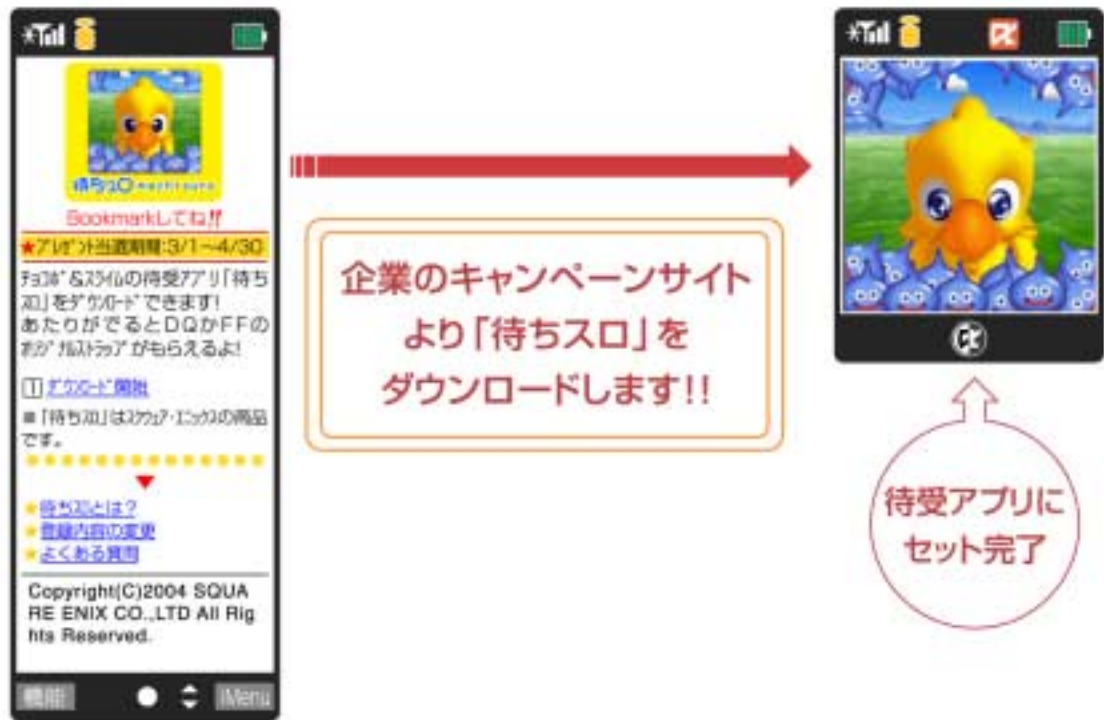 待ちスロ machisuro
Bookmarkしてね!!
★プレゼント当選期間:3/1～4/30
チョコボ&スライムの待受アプリ「待ち
スロ」をダウンロードできます!
あたりがでるとDQかFFの
オリジナルストラップがもらえるよ!
1 ダウンロード開始
■「待ちスロ」はスクウェア・エニックスの商品
です。
★待ちスロとは?
★登録内容の変更
★よくある質問
Copyright(C)2004 SQUA
RE ENIX CO.,LTD All Rig
hts Reserved.
機能
iMenu
企業のキャンペーンサイト
より「待ちスロ」を
ダウンロードします!!
待受アプリに
セット完了